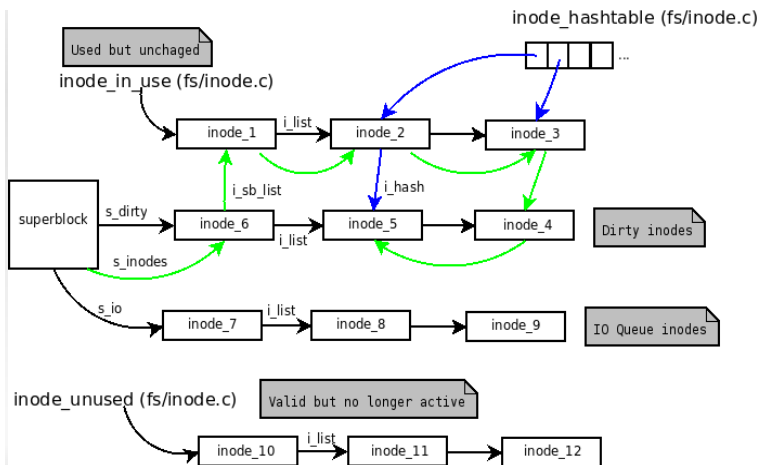 inode_hashtable (fs/inode.c)
Used but unchaged
...
inode_in_use (fs/inode.c)
inode_1
i_list
inode_2
inode_3
i_sb_list
i_hash
superblock
s_dirty
inode_6
i_list
inode_5
inode_4
Dirty inodes
s_inodes
s_io
inode_7
i_list
inode_8
inode_9
IO Queue inodes
inode_unused (fs/inode.c)
Valid but no longer active
inode_10
i_list
inode_11
inode_12